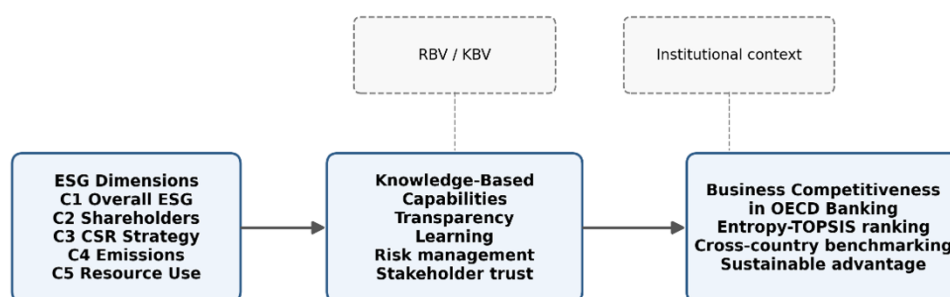 RBV / KBV
Institutional context
ESG Dimensions
C1 Overall ESG
C2 Shareholders
C3 CSR Strategy
C4 Emissions
C5 Resource Use
Knowledge-Based
Capabilities
Transparency
Learning
Risk management
Stakeholder trust
Business Competitiveness
in OECD Banking
Entropy-TOPSIS ranking
Cross-country benchmarking
Sustainable advantage